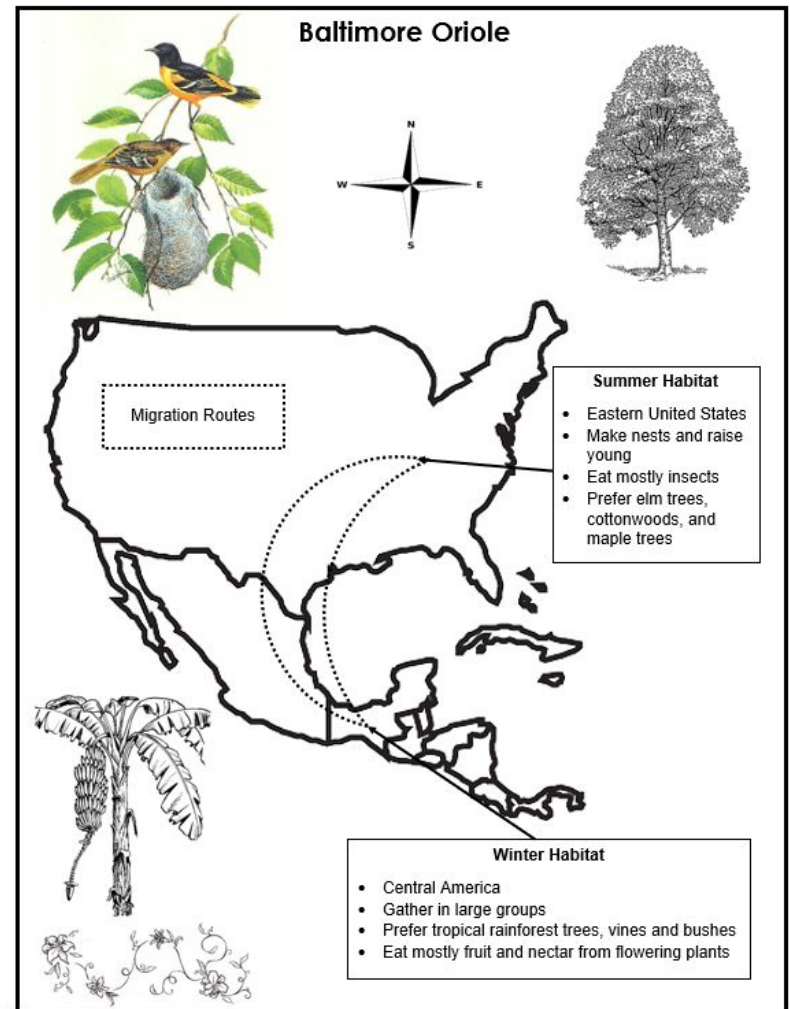 Baltimore Oriole
N
W
E
S
Migration Routes
Summer Habitat
• Eastern United States
• Make nests and raise
young
• Eat mostly insects
• Prefer elm trees,
cottonwoods, and
maple trees
Winter Habitat
• Central America
• Gather in large groups
• Prefer tropical rainforest trees, vines and bushes
• Eat mostly fruit and nectar from flowering plants